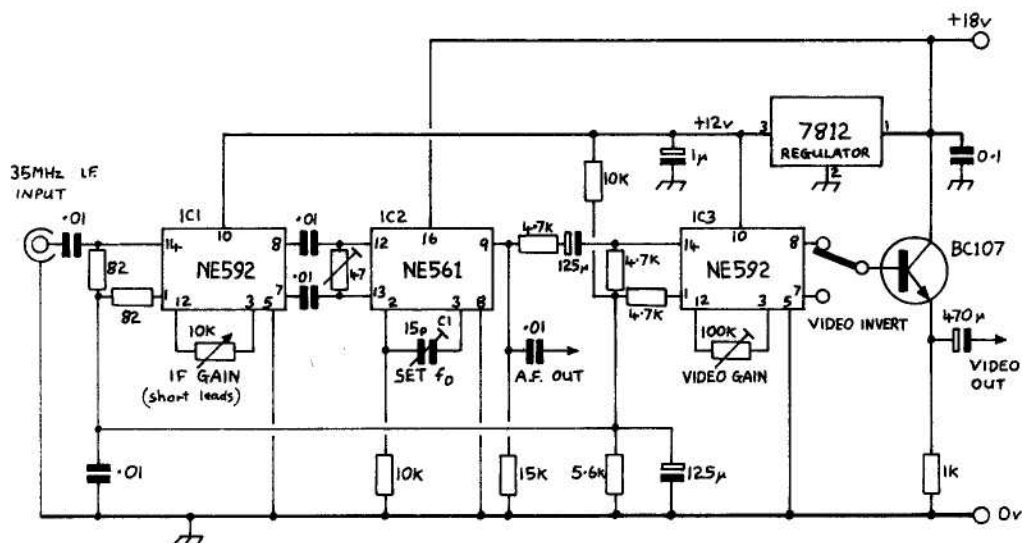 +18v
+12v
3
7812
REGULATOR
1
2
1μ
0.1
10K
35MHz I.F.
INPUT
.01
82
82
IC1
14
10
8
NE592
1
12
3
5
7
10K
IF GAIN
(short leads)
.01
.01
47
IC2
12
16
9
NE561
13
2
3
8
15p
C1
SET fo
4.7K
125μ
.01
A.F. OUT
4.7K
4.7K
IC3
14
10
8
NE592
1
12
3
5
7
100K
VIDEO GAIN
VIDEO INVERT
BC107
470μ
VIDEO
OUT
.01
10K
15K
5.6K
125μ
1K
0v